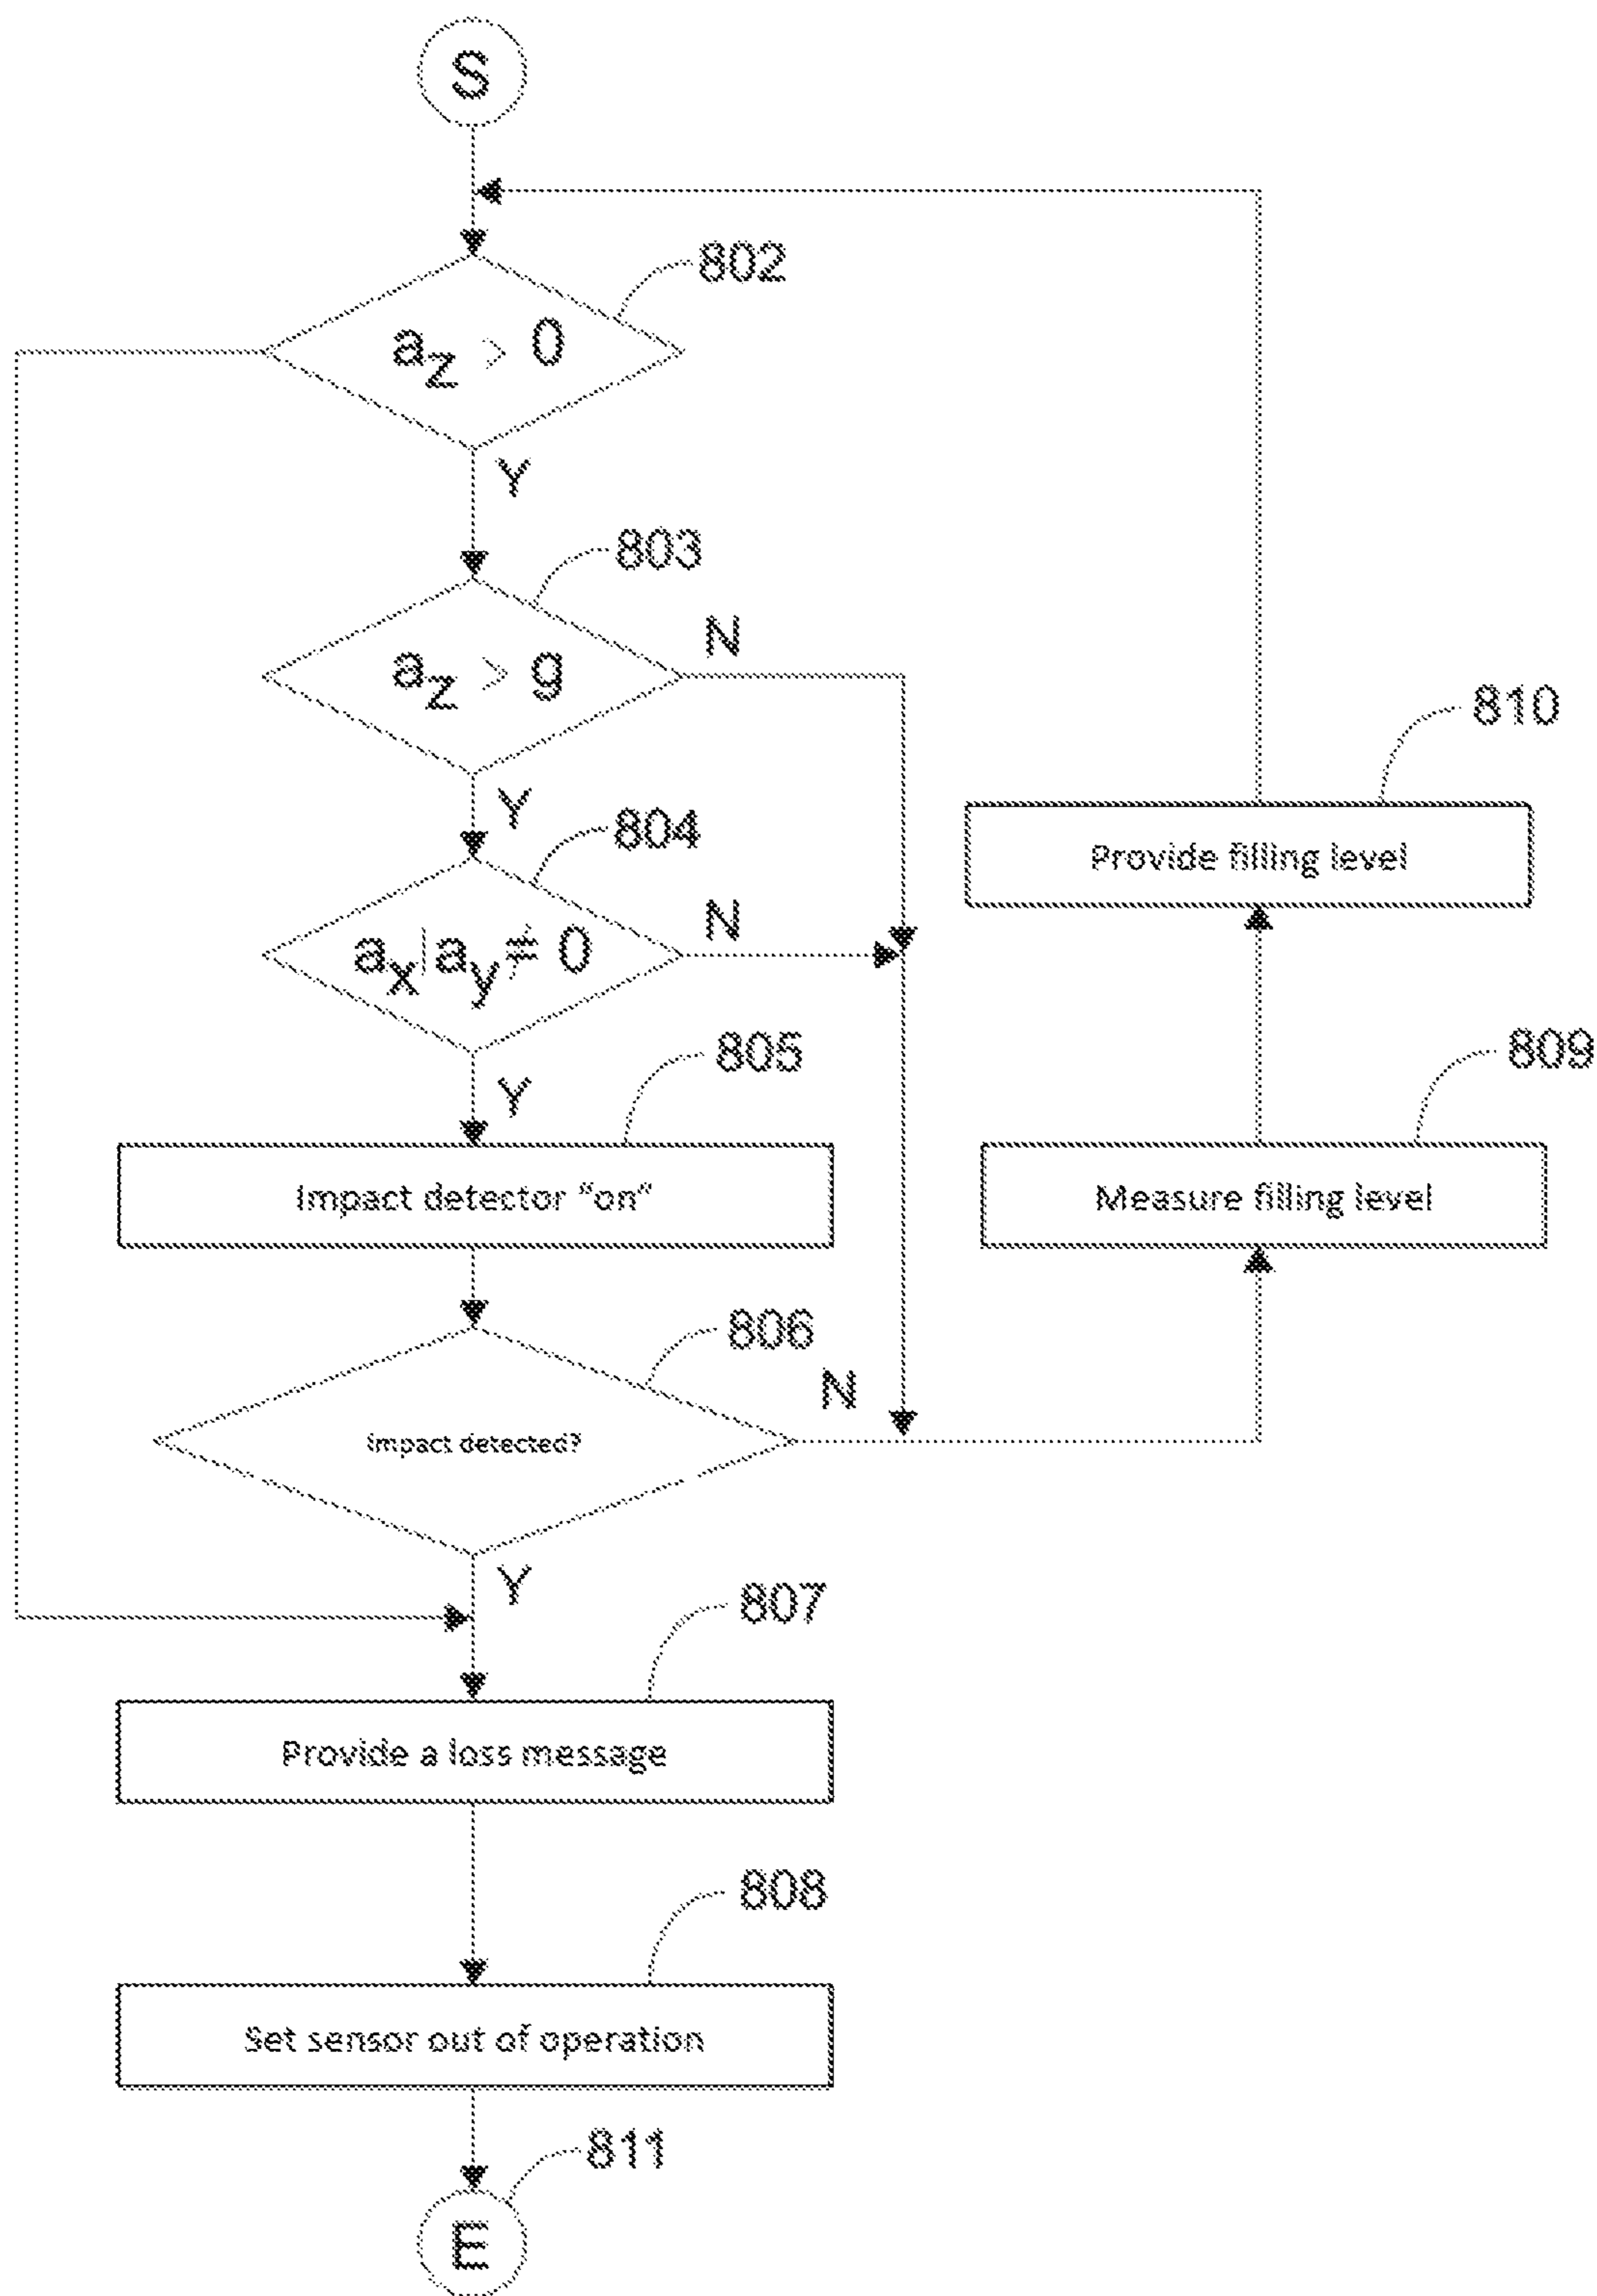 S
802
a_z > 0
Y
803
a_z > g
N
810
Y
804
Provide filling level
a_x|a_y ≠ 0
N
805
809
Y
Impact detector "on"
Measure filling level
806
N
Impact detected?
Y
807
Provide a loss message
808
Set sensor out of operation
811
E